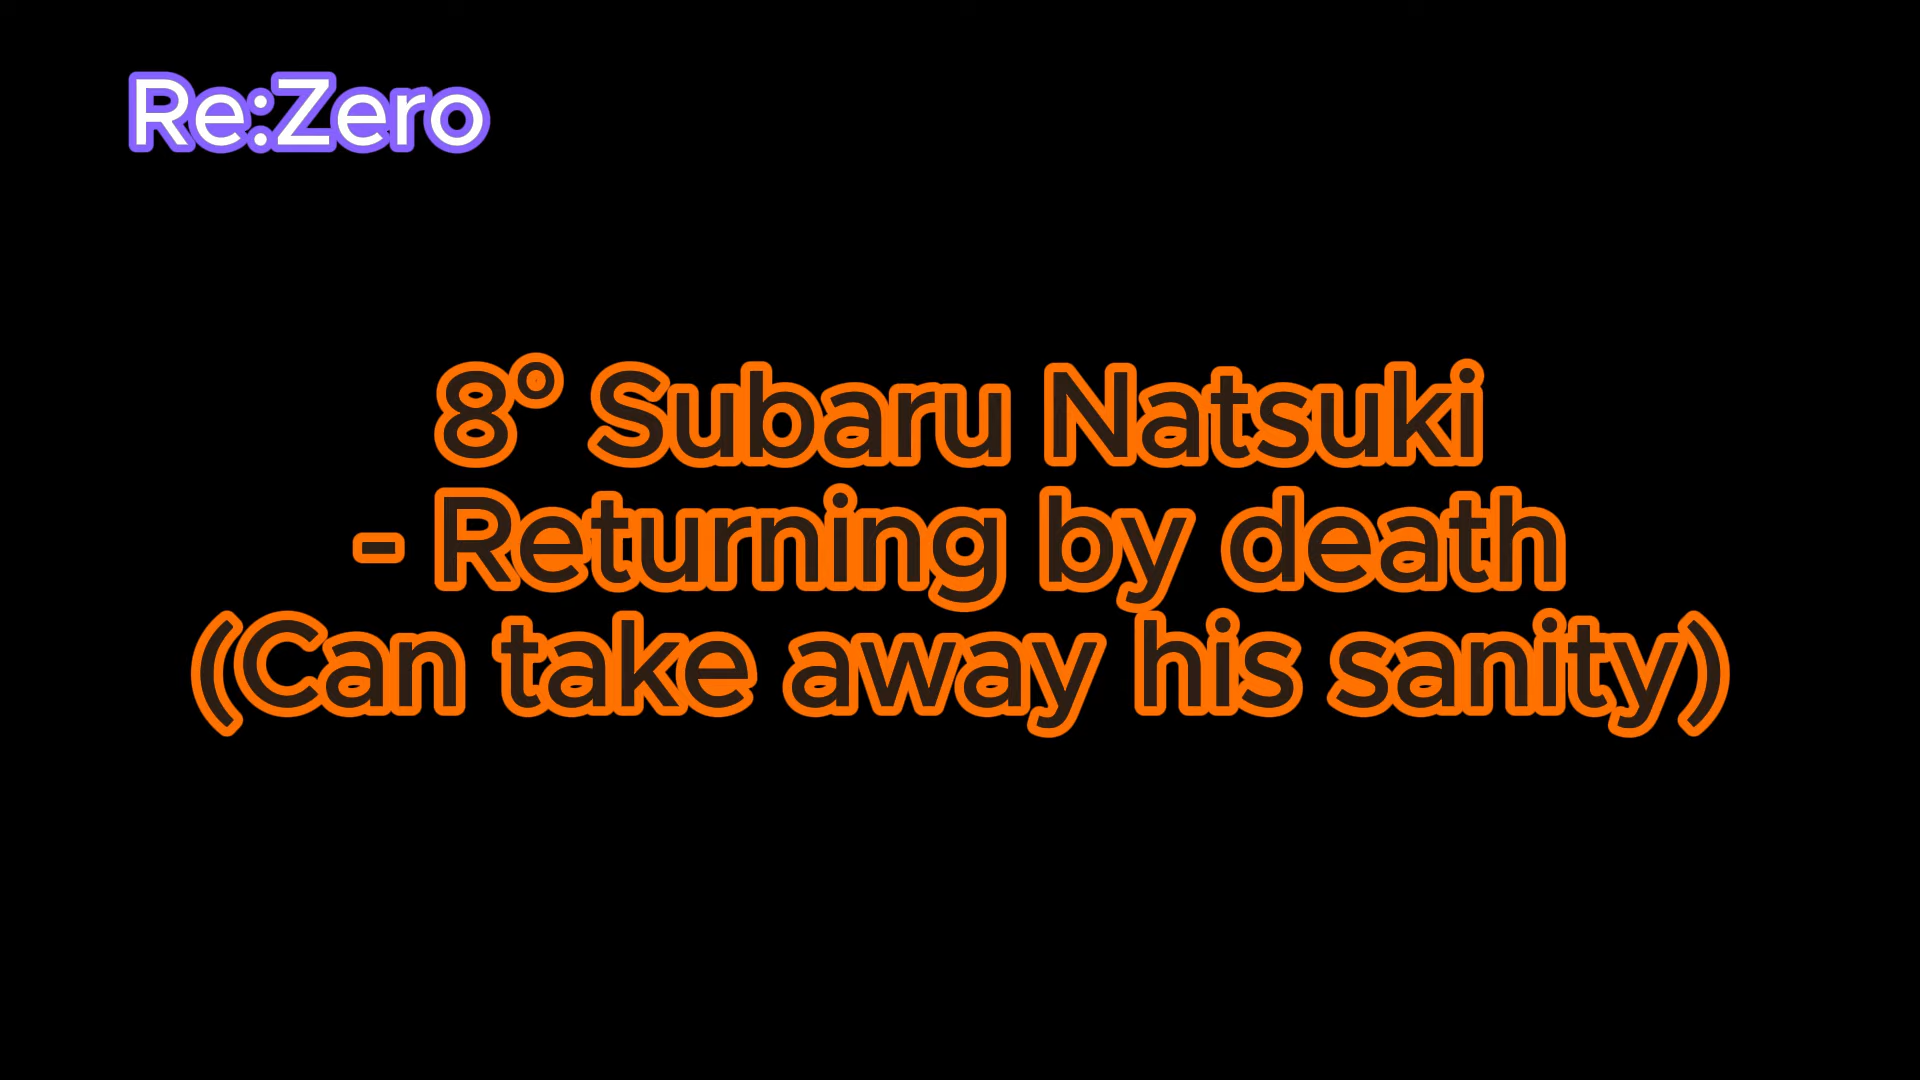 Re:Zero
8° Subaru Natsuki
- Returning by death
(Can take away his sanity)